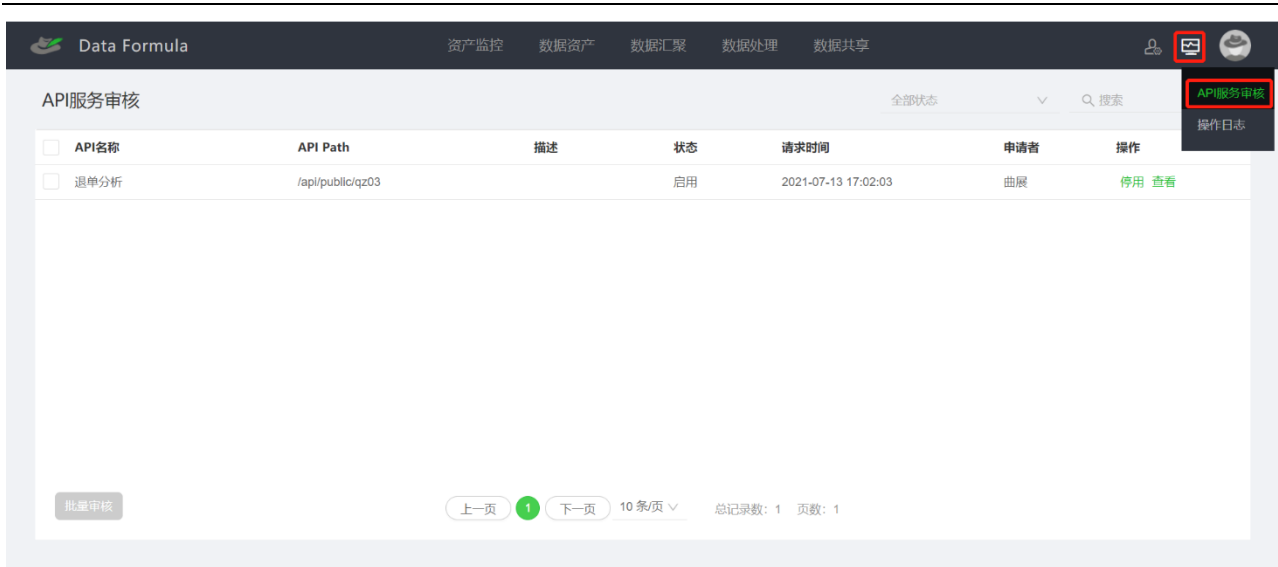 Data Formula 资产监控 数据资产 数据汇聚 数据处理 数据共享
API服务审核 全部状态 搜索 API服务审核
操作日志
API名称 API Path 描述 状态 请求时间 申请者 操作
退单分析 /api/public/qz03 启用 2021-07-13 17:02:03 曲展 停用 查看
批量审核 上一页 1 下一页 10 条/页 总记录数: 1 页数: 1